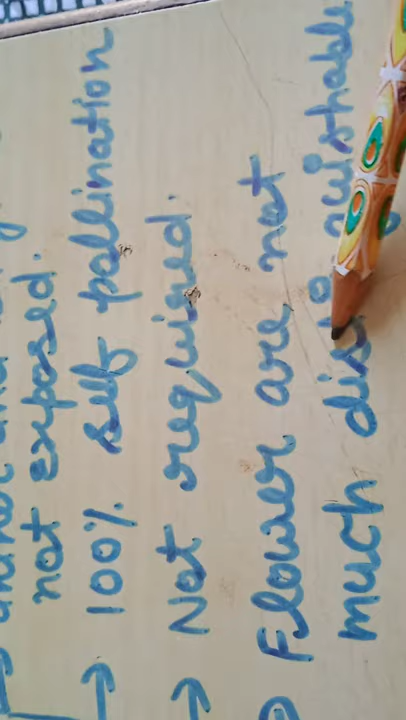 not exposed.
→ 100% self pollination
→ Not required.
Flower are not
much